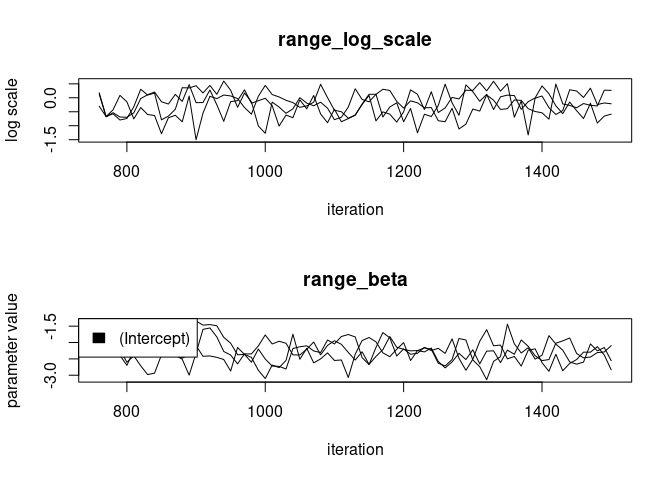 range_log_scale
log scale
0.0
-1.5
800 1000 1200 1400
iteration
range_beta
parameter value
-1.5
-3.0
(Intercept)
800 1000 1200 1400
iteration